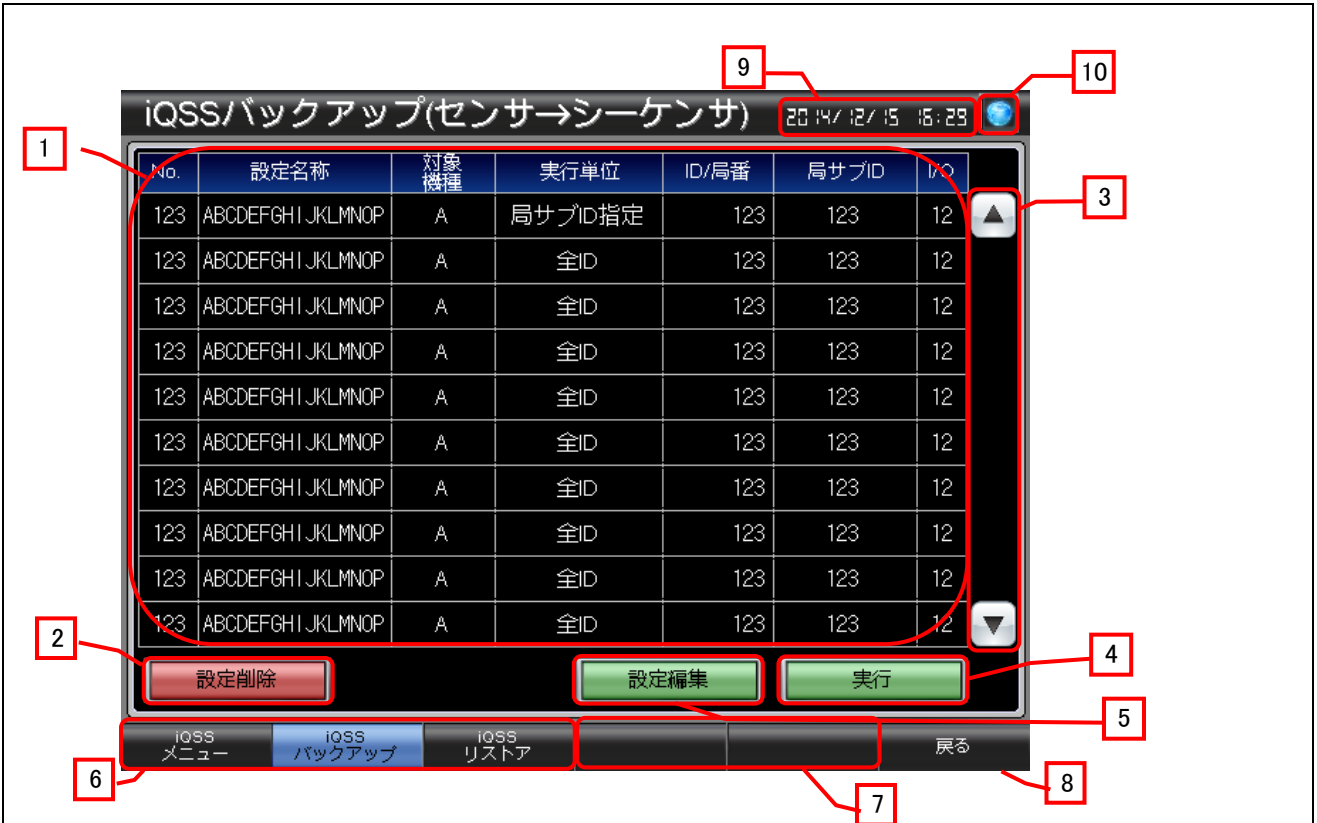 9
10
iQSSバックアップ(センサ→シーケンサ) 2014/12/15 16:29
1
No. 設定名称 対象機種 実行単位 ID/局番 局サブID I/O
3
123 ABCDEFGHIJKLMNOP A 局サブID指定 123 123 12
123 ABCDEFGHIJKLMNOP A 全ID 123 123 12
123 ABCDEFGHIJKLMNOP A 全ID 123 123 12
123 ABCDEFGHIJKLMNOP A 全ID 123 123 12
123 ABCDEFGHIJKLMNOP A 全ID 123 123 12
123 ABCDEFGHIJKLMNOP A 全ID 123 123 12
123 ABCDEFGHIJKLMNOP A 全ID 123 123 12
123 ABCDEFGHIJKLMNOP A 全ID 123 123 12
123 ABCDEFGHIJKLMNOP A 全ID 123 123 12
123 ABCDEFGHIJKLMNOP A 全ID 123 123 12
2
4
設定削除 設定編集 実行
5
iQSS メニュー iQSS バックアップ iQSS リストア 戻る
6
7
8